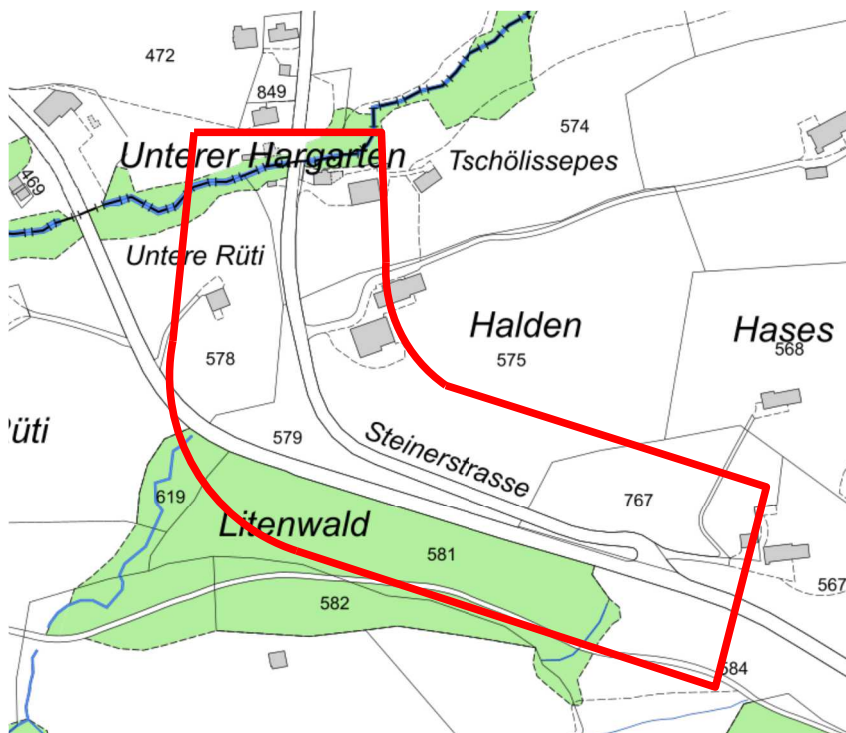 472
849
574
Unterer Hargarten
Tschölissepes
469
Untere Rüti
Halden
Hases
568
578
575
579
Rüti
Steinerstrasse
619
767
Litenwald
581
582
567
584